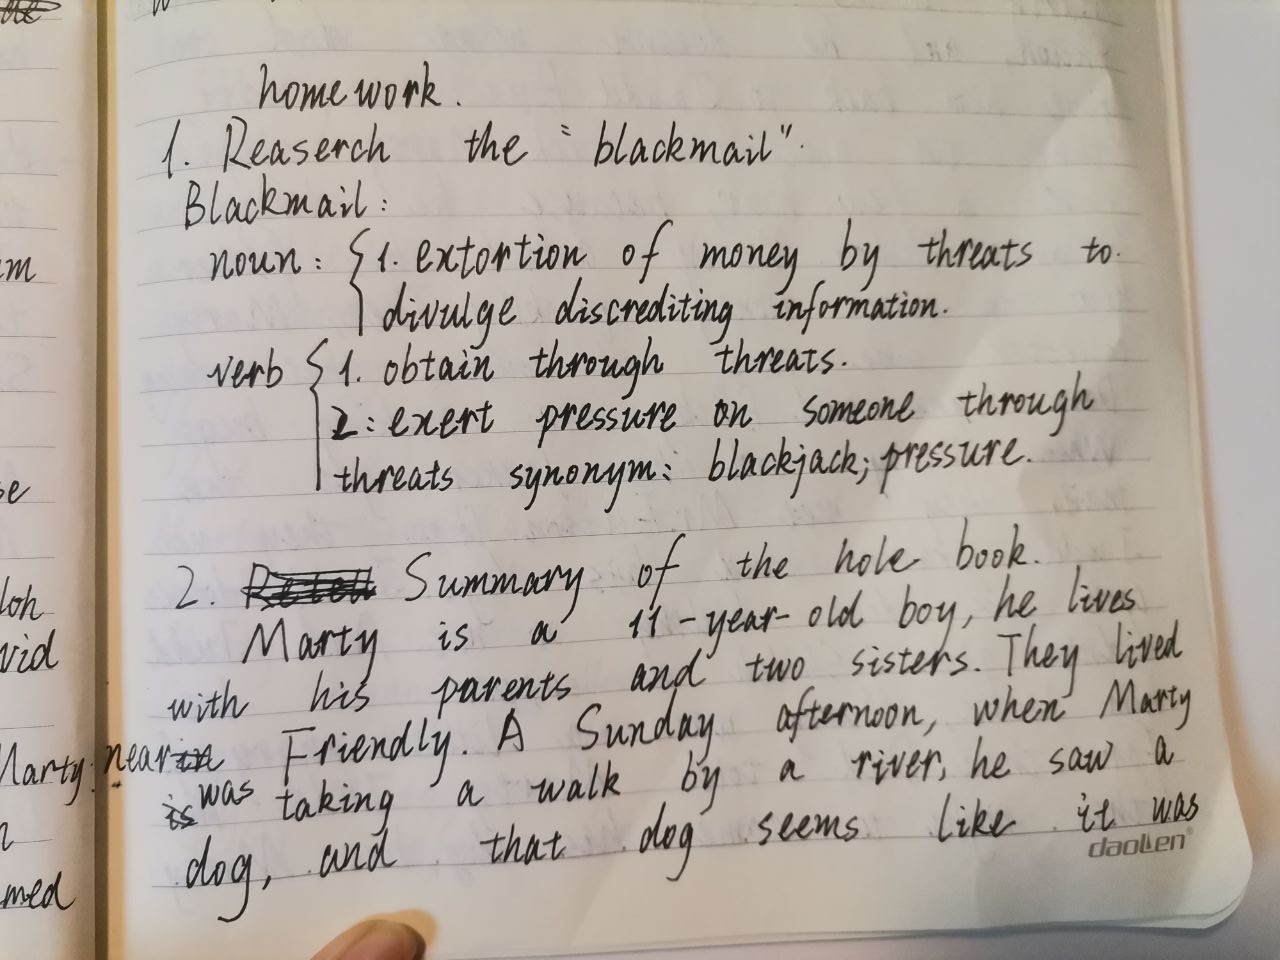 homework.
1. Reaserch the "blackmail".
Blackmail:
noun: { 1. extortion of money by threats to
divulge discrediting information.
verb { 1. obtain through threats.
2: exert pressure on someone through
threats synonym: blackjack; pressure.
2. Summary of the hole book.
Marty is a 11-year-old boy, he lives
with his parents and two sisters. They lived
near in Friendly. A Sunday afternoon, when Marty
is was taking a walk by a river, he saw a
dog, and that dog seems like it was
daollen
Marty
med